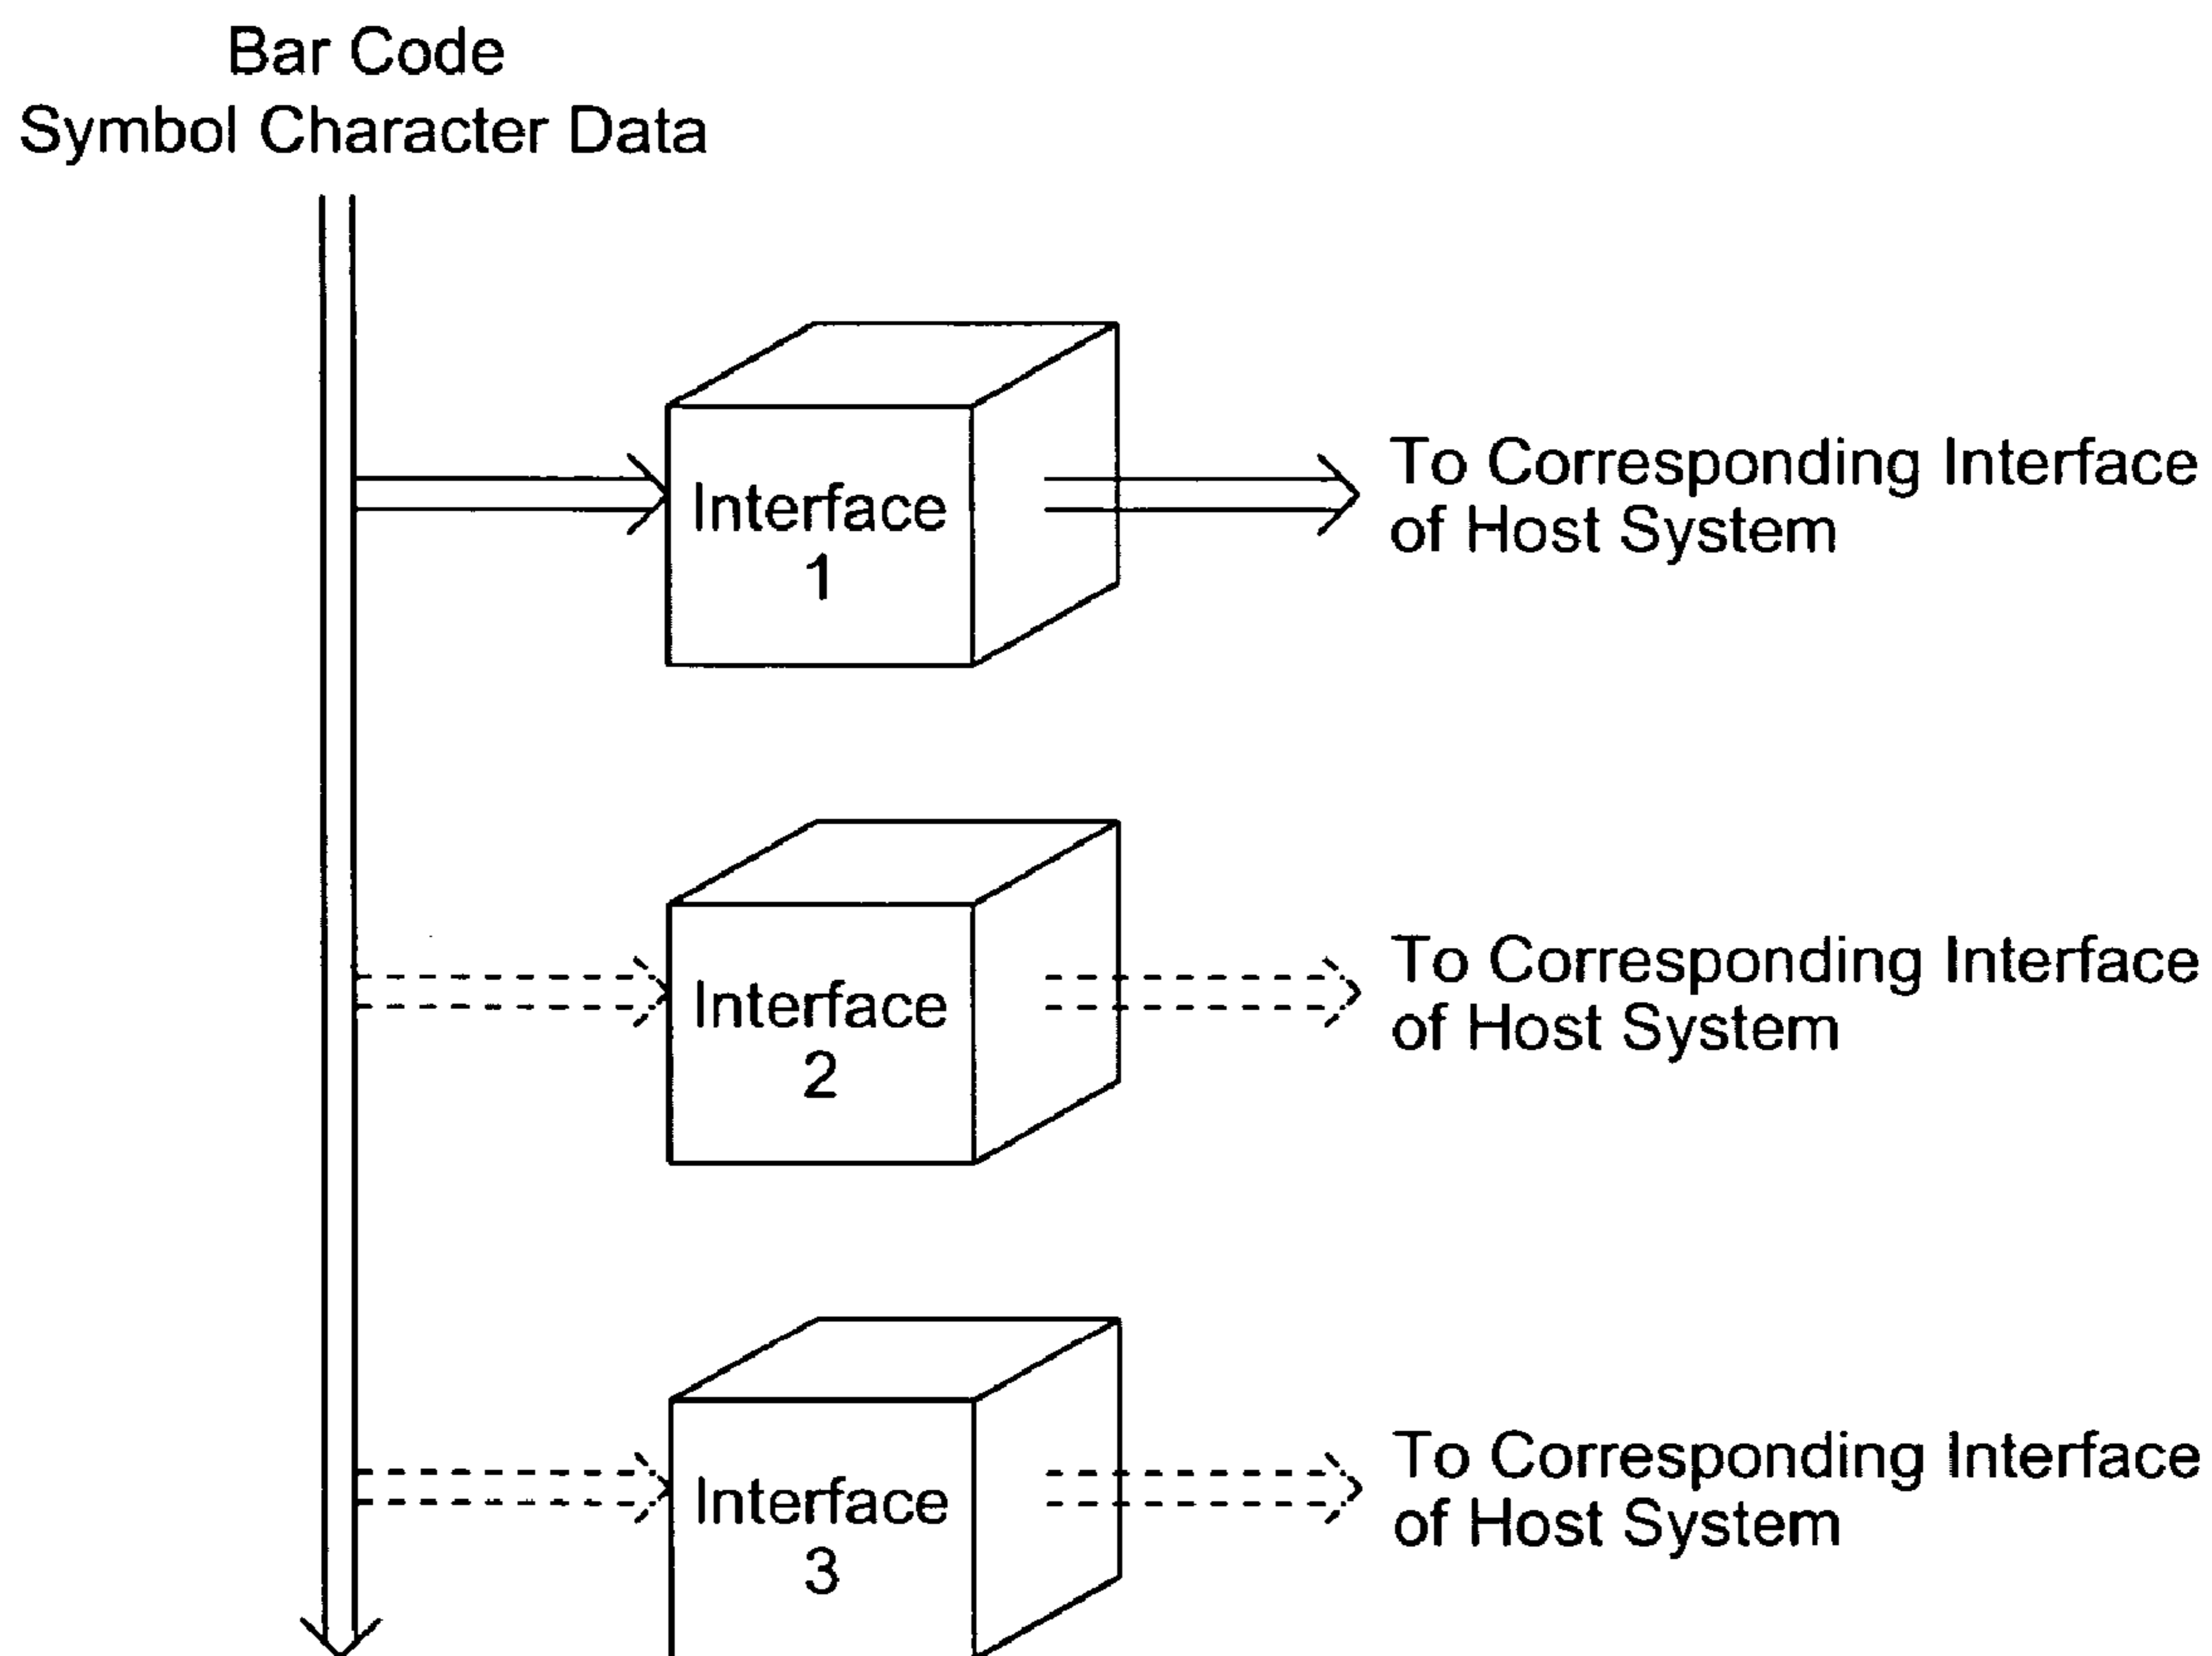 Bar Code
Symbol Character Data
Interface
1
To Corresponding Interface
of Host System
Interface
2
To Corresponding Interface
of Host System
Interface
3
To Corresponding Interface
of Host System